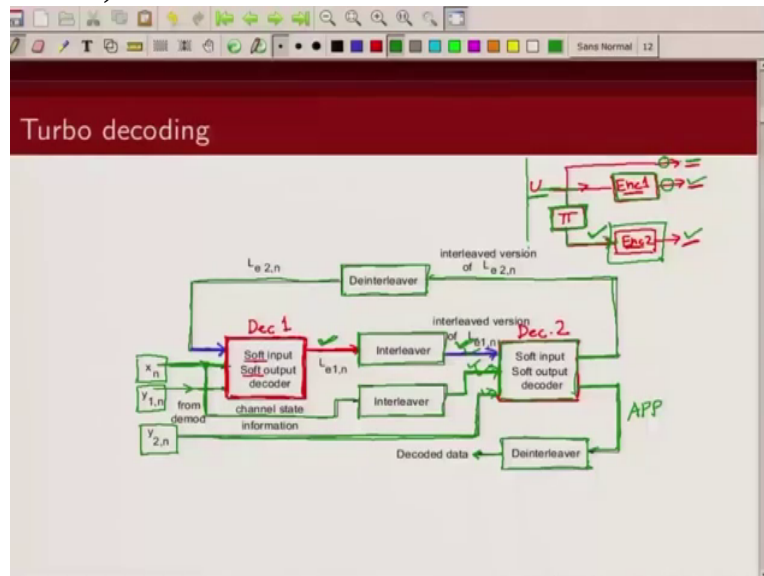 Sans Normal 12
Turbo decoding
U
Enc1
π
Enc2
interleaved version
of L e 2,n
L e 2,n
Deinterleaver
Dec 1
interleaved version
of L e1,n
Dec. 2
x n
Soft input
Soft output
decoder
L e1,n
Interleaver
Soft input
Soft output
decoder
y 1,n
from
demod
channel state
information
Interleaver
APP
y 2,n
Decoded data
Deinterleaver